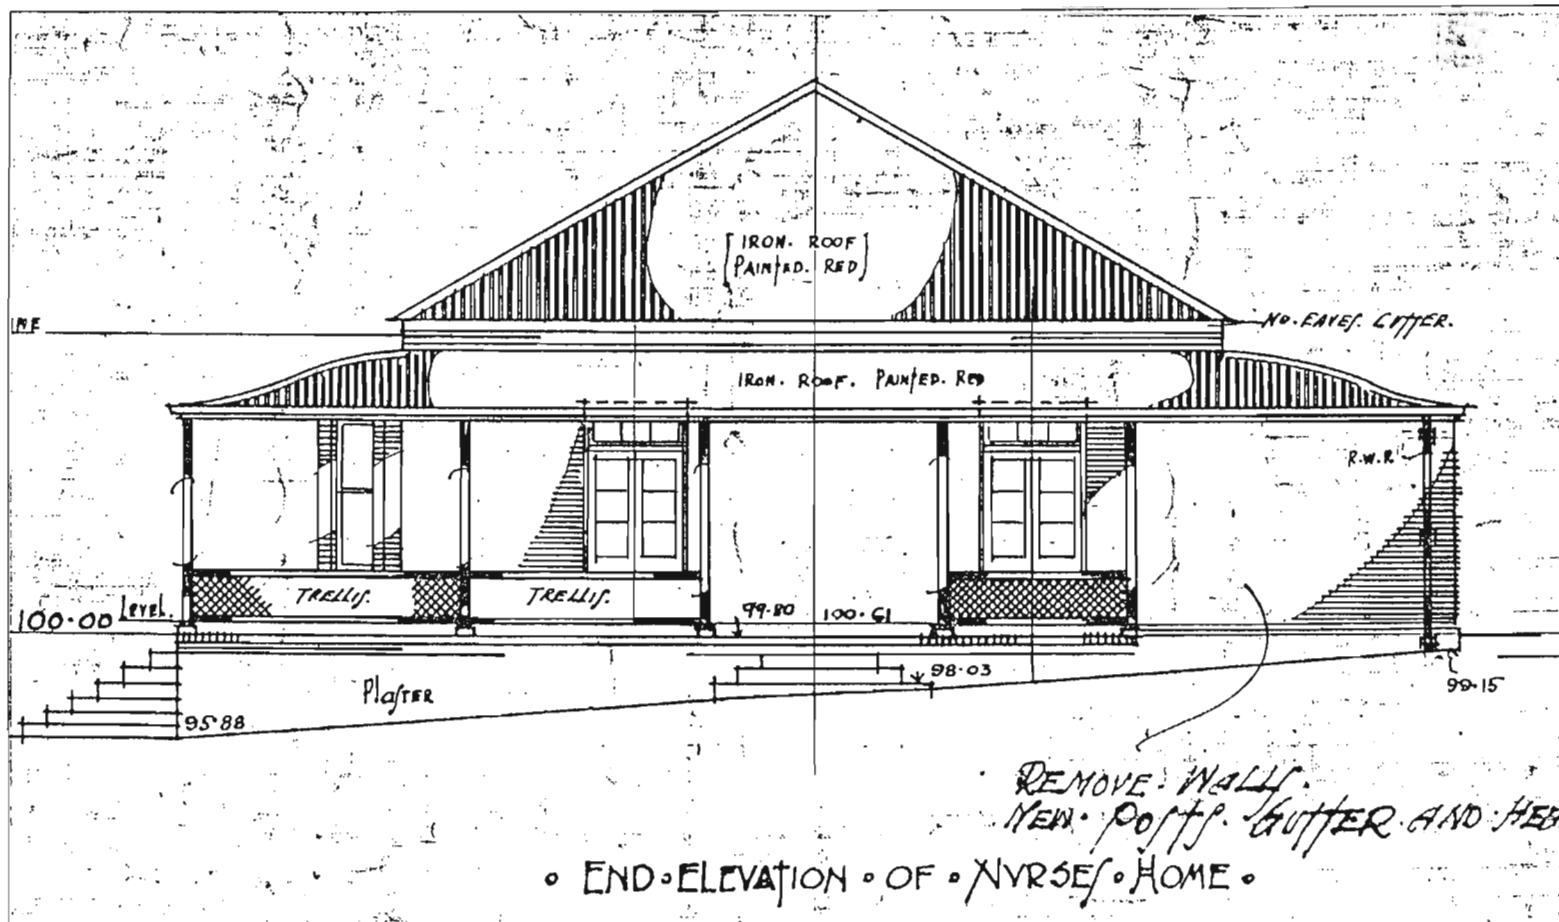 [IRON. ROOF
PAINTED. RED]
NO. EAVES. GUTTER.
IRON. ROOF. PAINTED. RED
R.W.P.
TRELLIS.
TRELLIS.
100.00 LEVEL.
99.80
100.61
98.03
99.15
PLASTER
95.88
REMOVE. WALLS.
NEW. POSTS. GUTTER. AND.
• END • ELEVATION • OF • NVRSES • HOME •